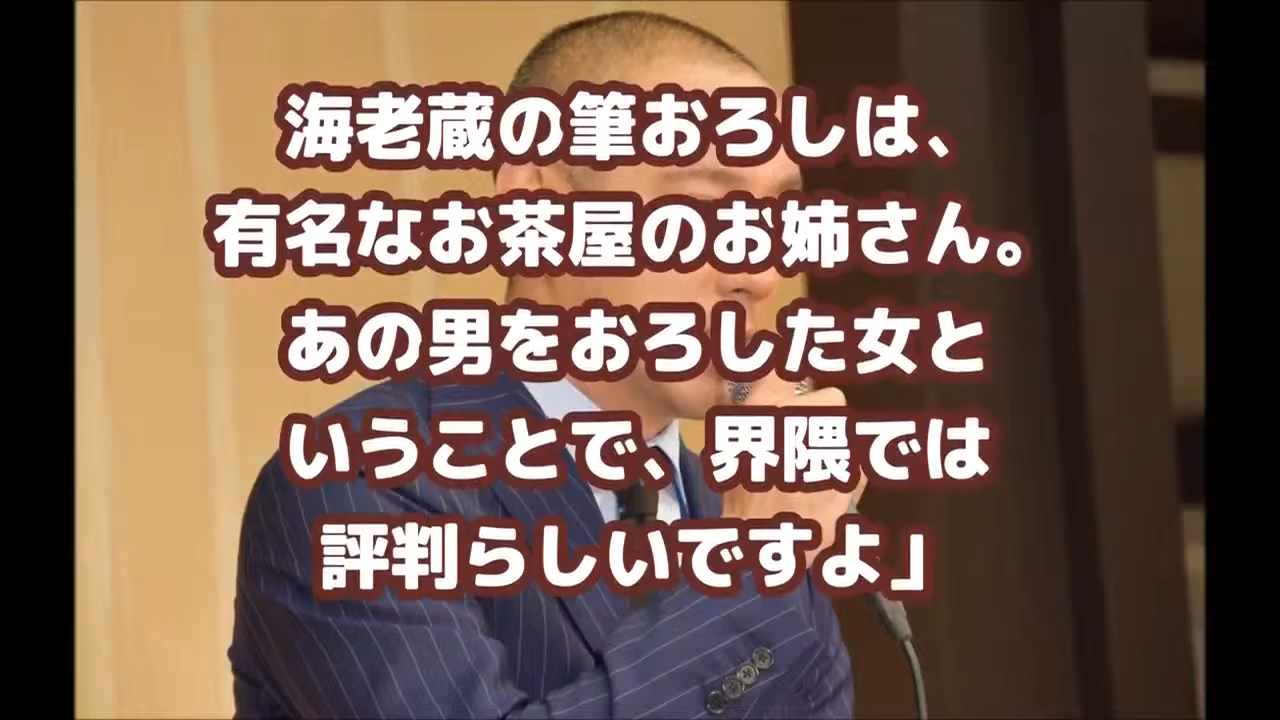 海老蔵の筆おろしは、
有名なお茶屋のお姉さん。
あの男をおろした女と
いうことで、界隈では
評判らしいですよ」